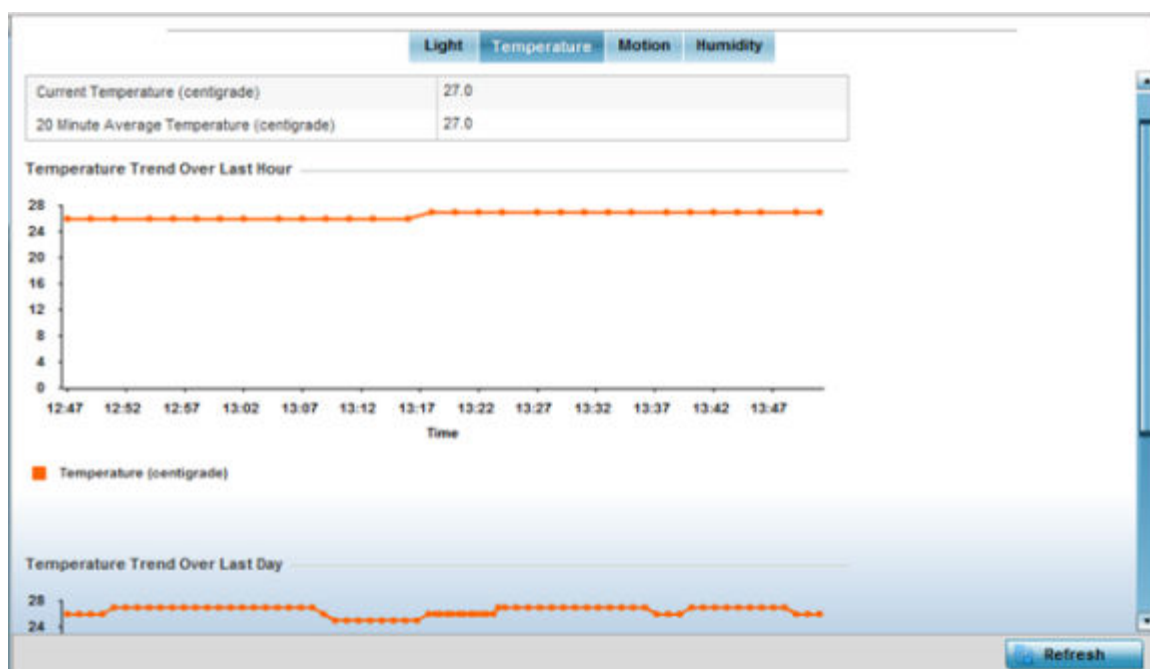 Light Temperature Motion Humidity
Current Temperature (centigrade) 27.0
20 Minute Average Temperature (centigrade) 27.0
Temperature Trend Over Last Hour
28
24
20
16
12
8
4
0
12:47 12:52 12:57 13:02 13:07 13:12 13:17 13:22 13:27 13:32 13:37 13:42 13:47
Time
Temperature (centigrade)
Temperature Trend Over Last Day
28
24
Refresh